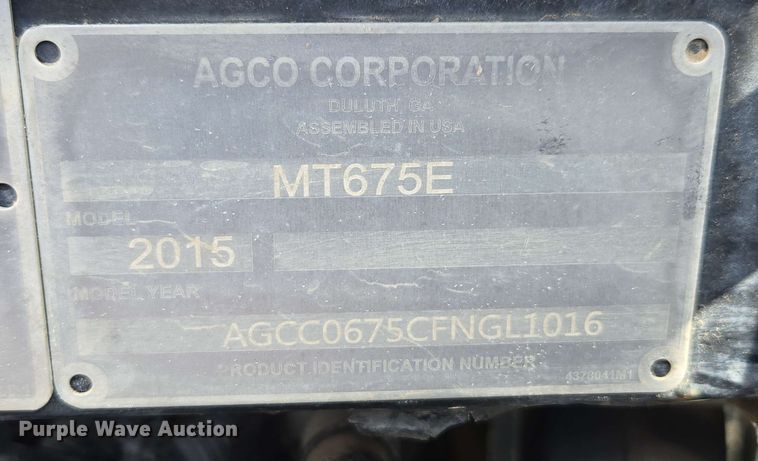 AGCO CORPORATION
DULUTH, GA
ASSEMBLED IN USA
MT675E
MODEL
2015
MODEL YEAR
AGCC0675CFNGL1016
PRODUCT IDENTIFICATION NUMBER
4378041M1
Purple Wave Auction